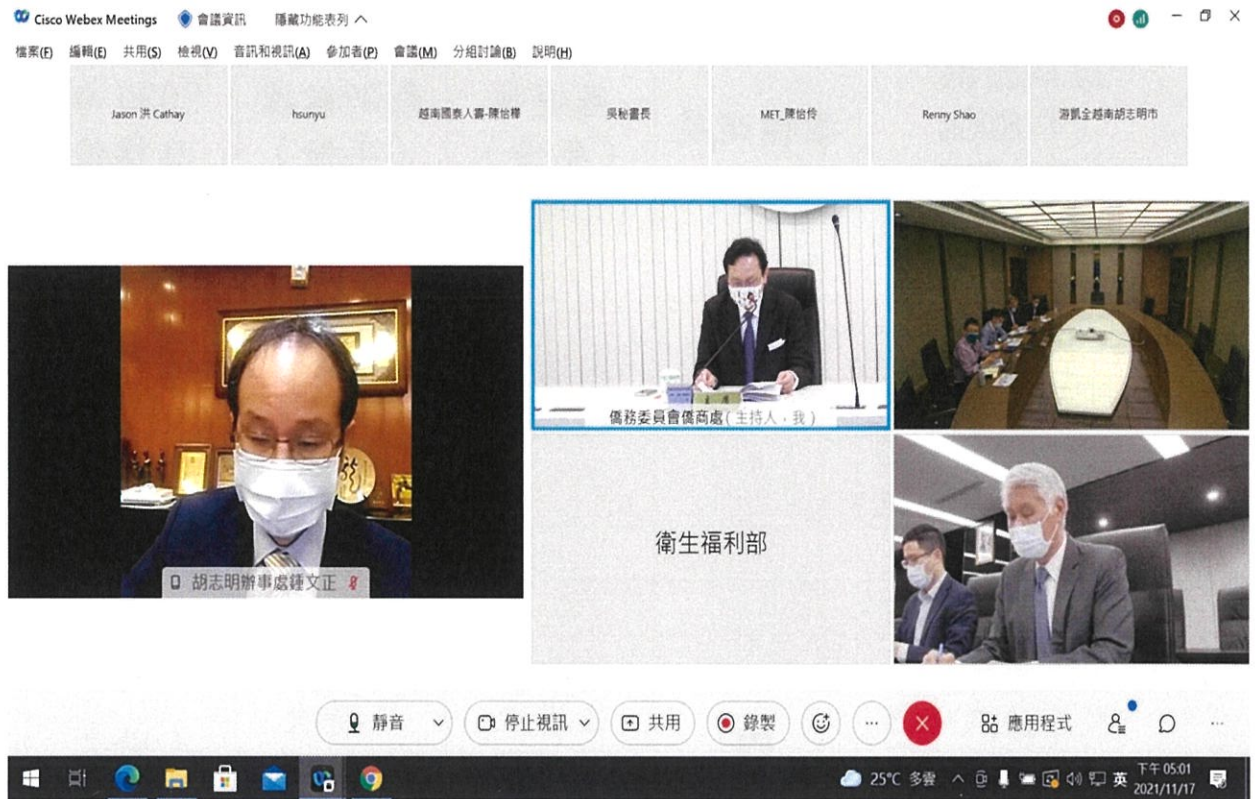 Cisco Webex Meetings 會議資訊 隱藏功能表列
檔案(F) 編輯(E) 共用(S) 檢視(V) 音訊和視訊(A) 參加者(P) 會議(M) 分組討論(B) 說明(H)
Jason 洪 Cathay
hsunyu
越南國泰人壽-陳怡樺
吳秘書長
MET_陳怡伶
Renny Shao
游凱全越南胡志明市
僑務委員會僑商處(主持人,我)
衛生福利部
胡志明辦事處鍾文正
靜音 停止視訊 共用 錄製 應用程式
25°C 多雲 英 下午 05:01
2021/11/17